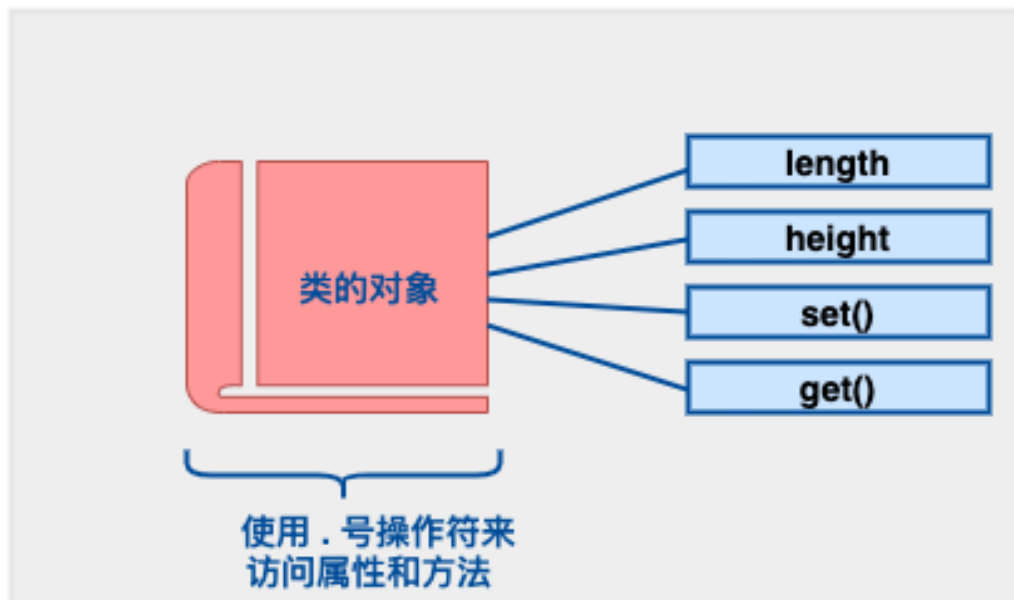 length
height
类的对象
set()
get()
使用 . 号操作符来
访问属性和方法